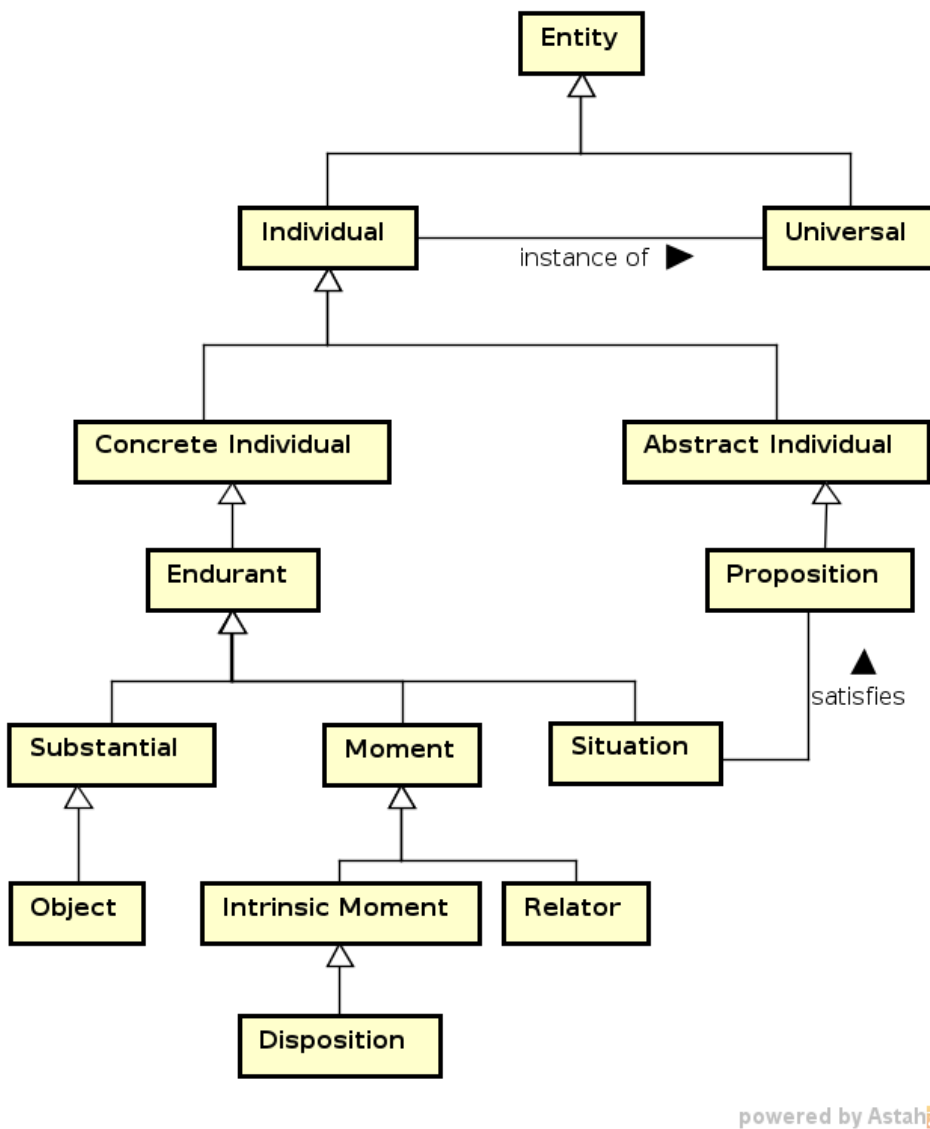 Entity
Individual
Universal
instance of
Concrete Individual
Abstract Individual
Endurant
Proposition
satisfies
Substantial
Moment
Situation
Object
Intrinsic Moment
Relator
Disposition
powered by Astah